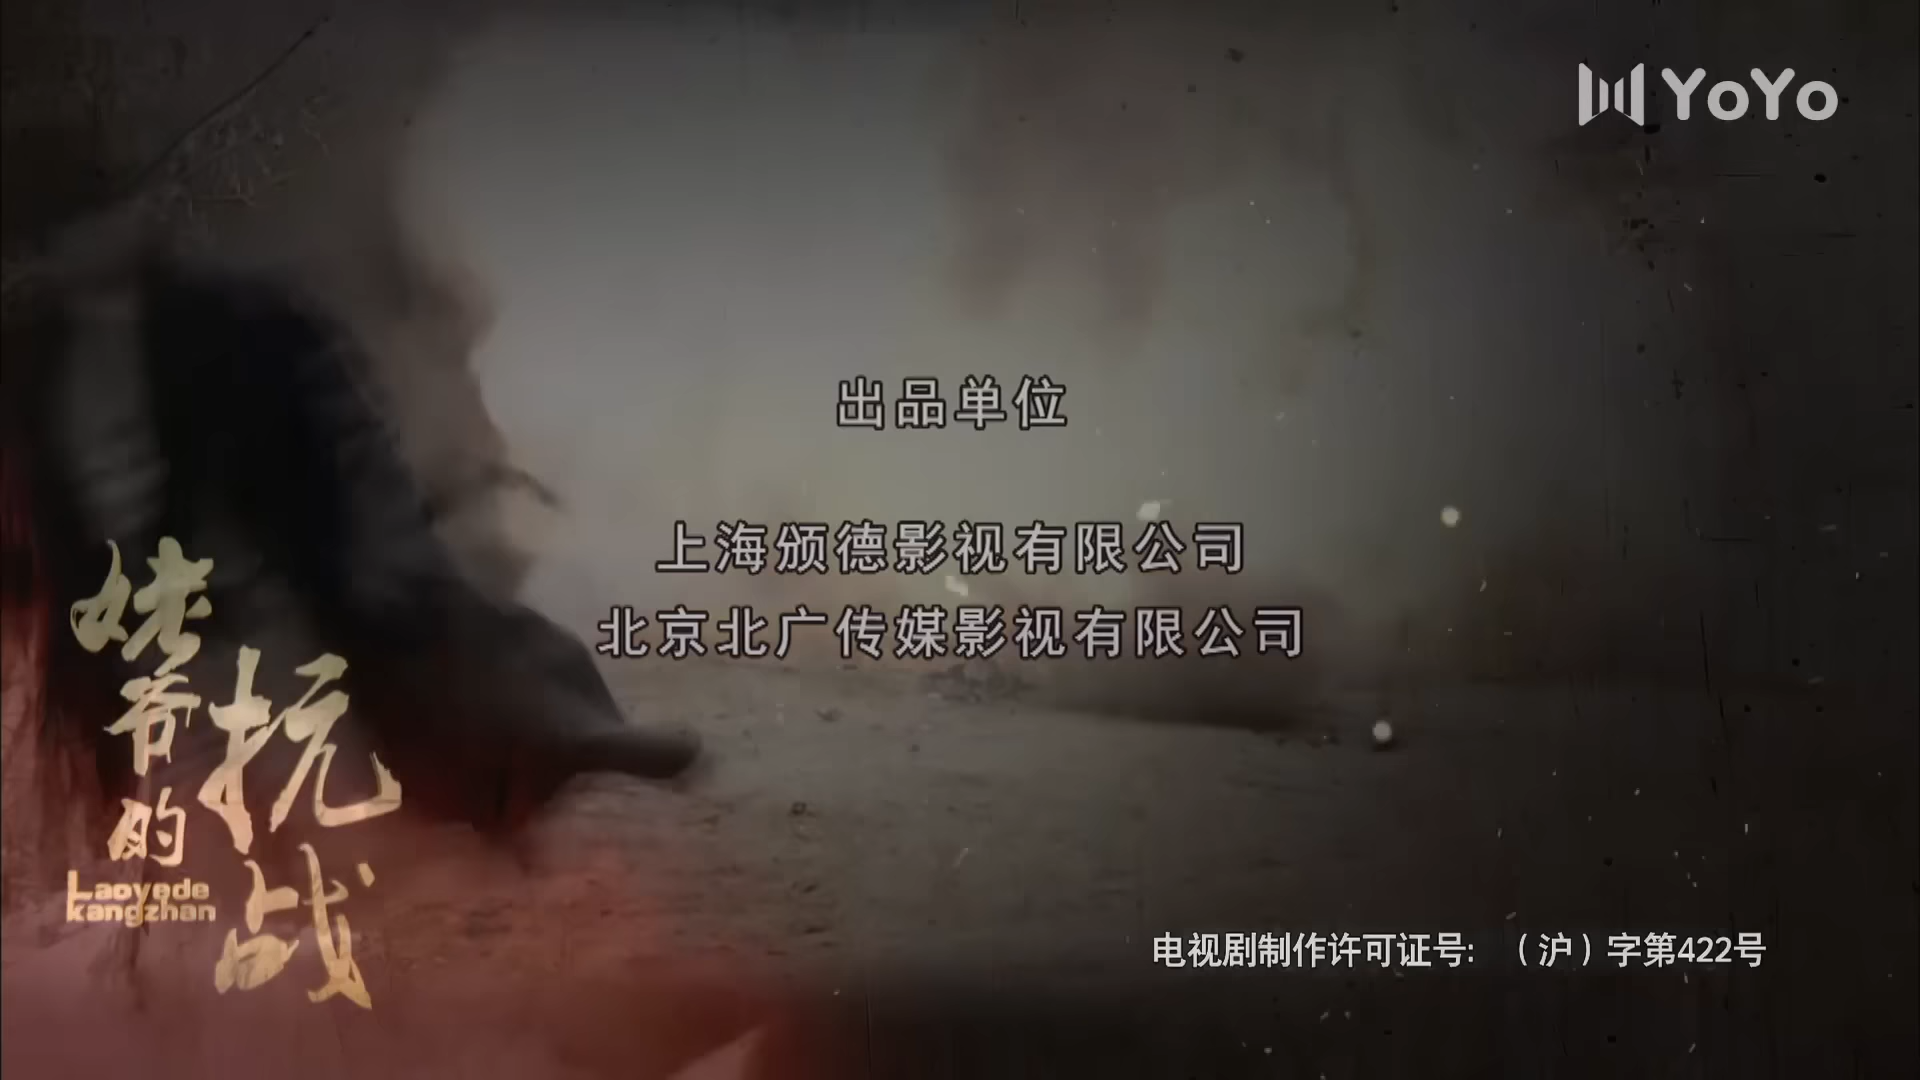 YoYo
出品单位
上海颁德影视有限公司
北京北广传媒影视有限公司
姥爷的
抗战
Laoyede
kangzhan
电视剧制作许可证号：（沪）字第422号